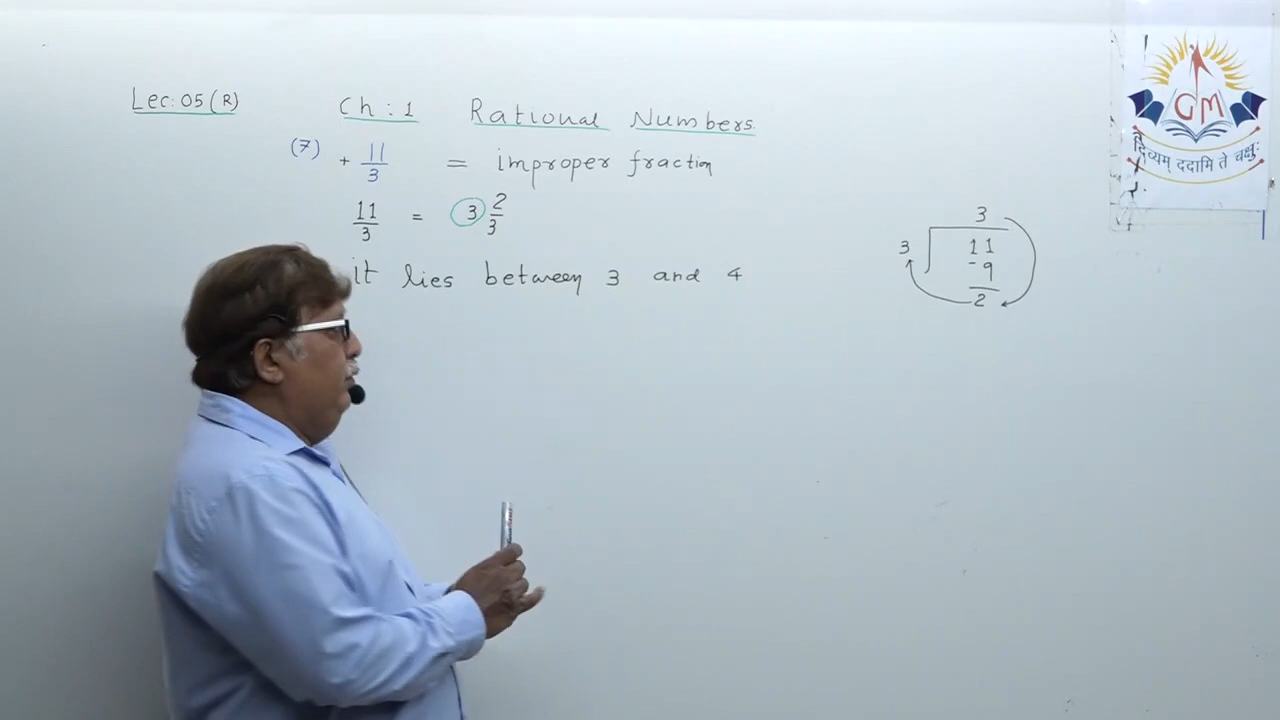 Lec: 05 (R)
Ch : 1 Rational Numbers
(7) + 11/3 = improper fraction
11/3 = 3 2/3
it lies between 3 and 4
3
3 11
-9
2
GM
दिव्यम् ददामि ते चक्षुः